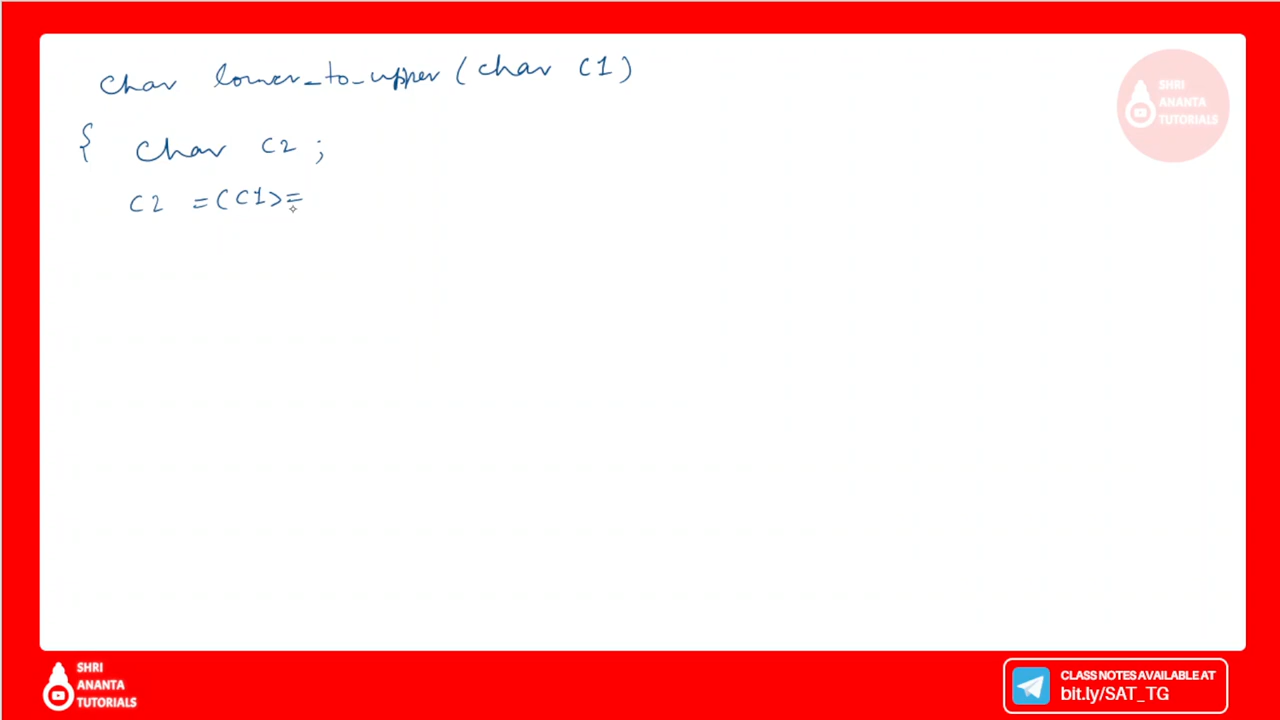 char lower_to_upper (char c1)
{ char c2 ;
c2 = (c1>=
SHRI
ANANTA
TUTORIALS
SHRI
ANANTA
TUTORIALS
CLASS NOTES AVAILABLE AT
bit.ly/SAT_TG